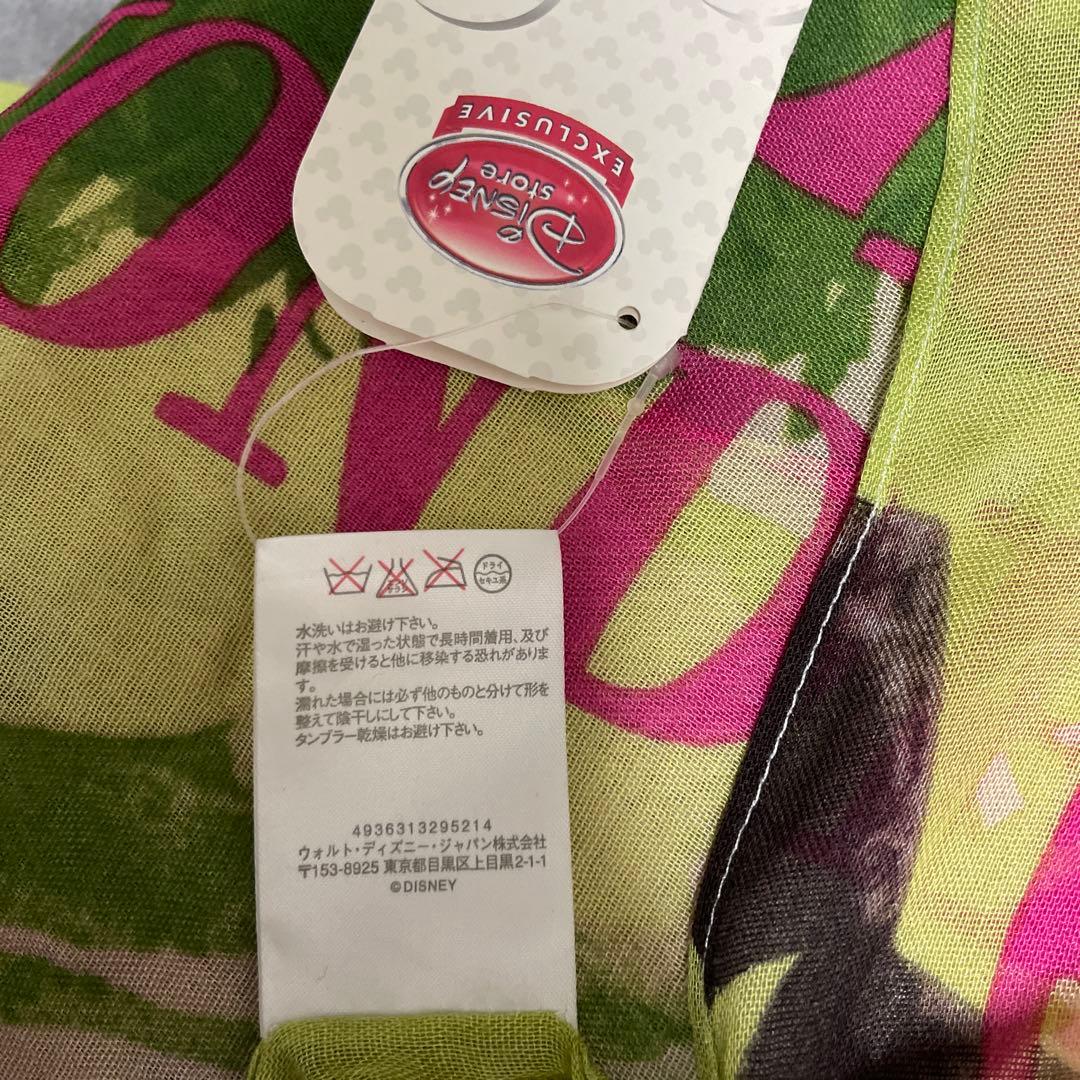 Disney
store
EXCLUSIVE
チラシ
ドライ
セキユ系
水洗いはお避け下さい。
汗や水で湿った状態で長時間着用、及び
摩擦を受けると他に移染する恐れがありま
す。
濡れた場合には必ず他のものと分けて形を
整えて陰干しにして下さい。
タンブラー乾燥はお避け下さい。
4936313295214
ウォルト・ディズニー・ジャパン株式会社
〒153-8925 東京都目黒区上目黒2-1-1
©DISNEY